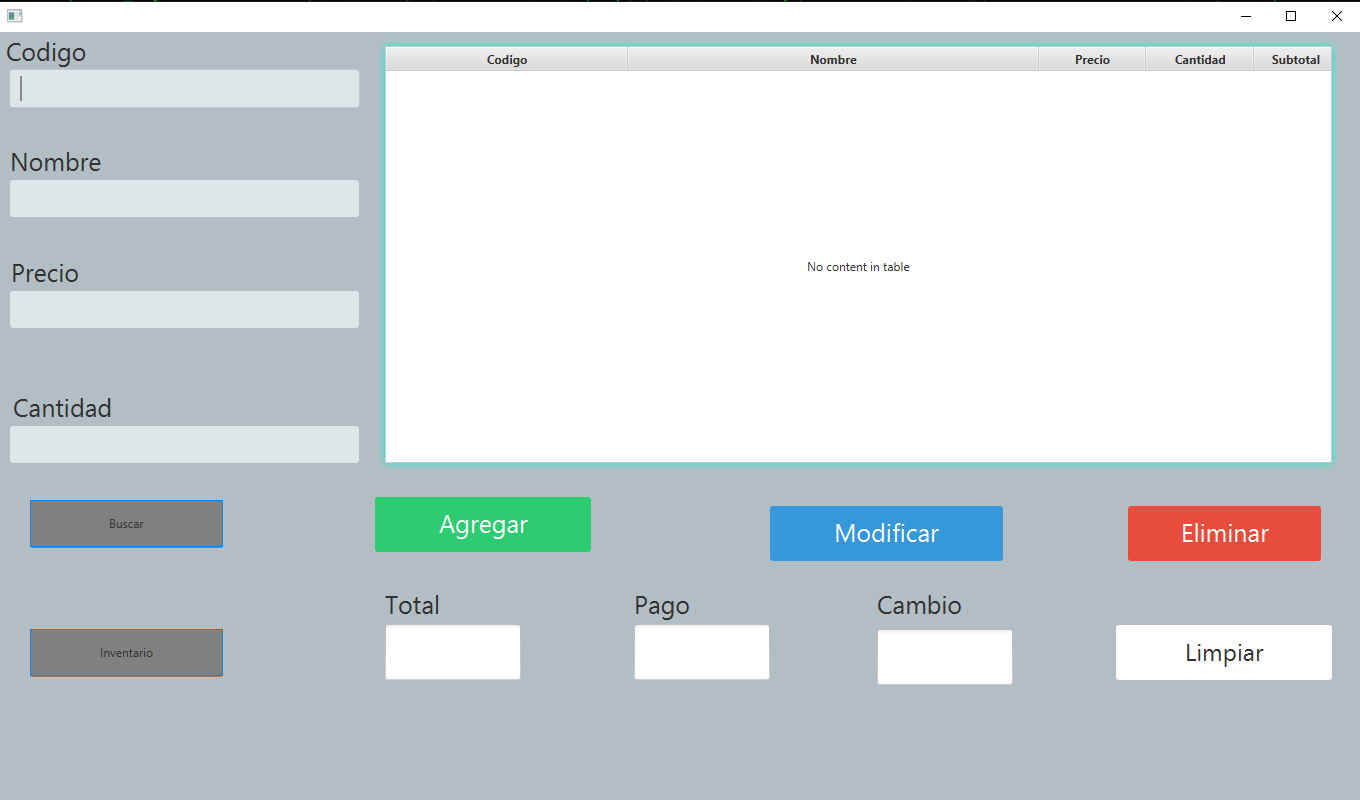 Codigo
Nombre
Precio
Cantidad
Codigo Nombre Precio Cantidad Subtotal
No content in table
Buscar
Agregar
Modificar
Eliminar
Inventario
Total
Pago
Cambio
Limpiar